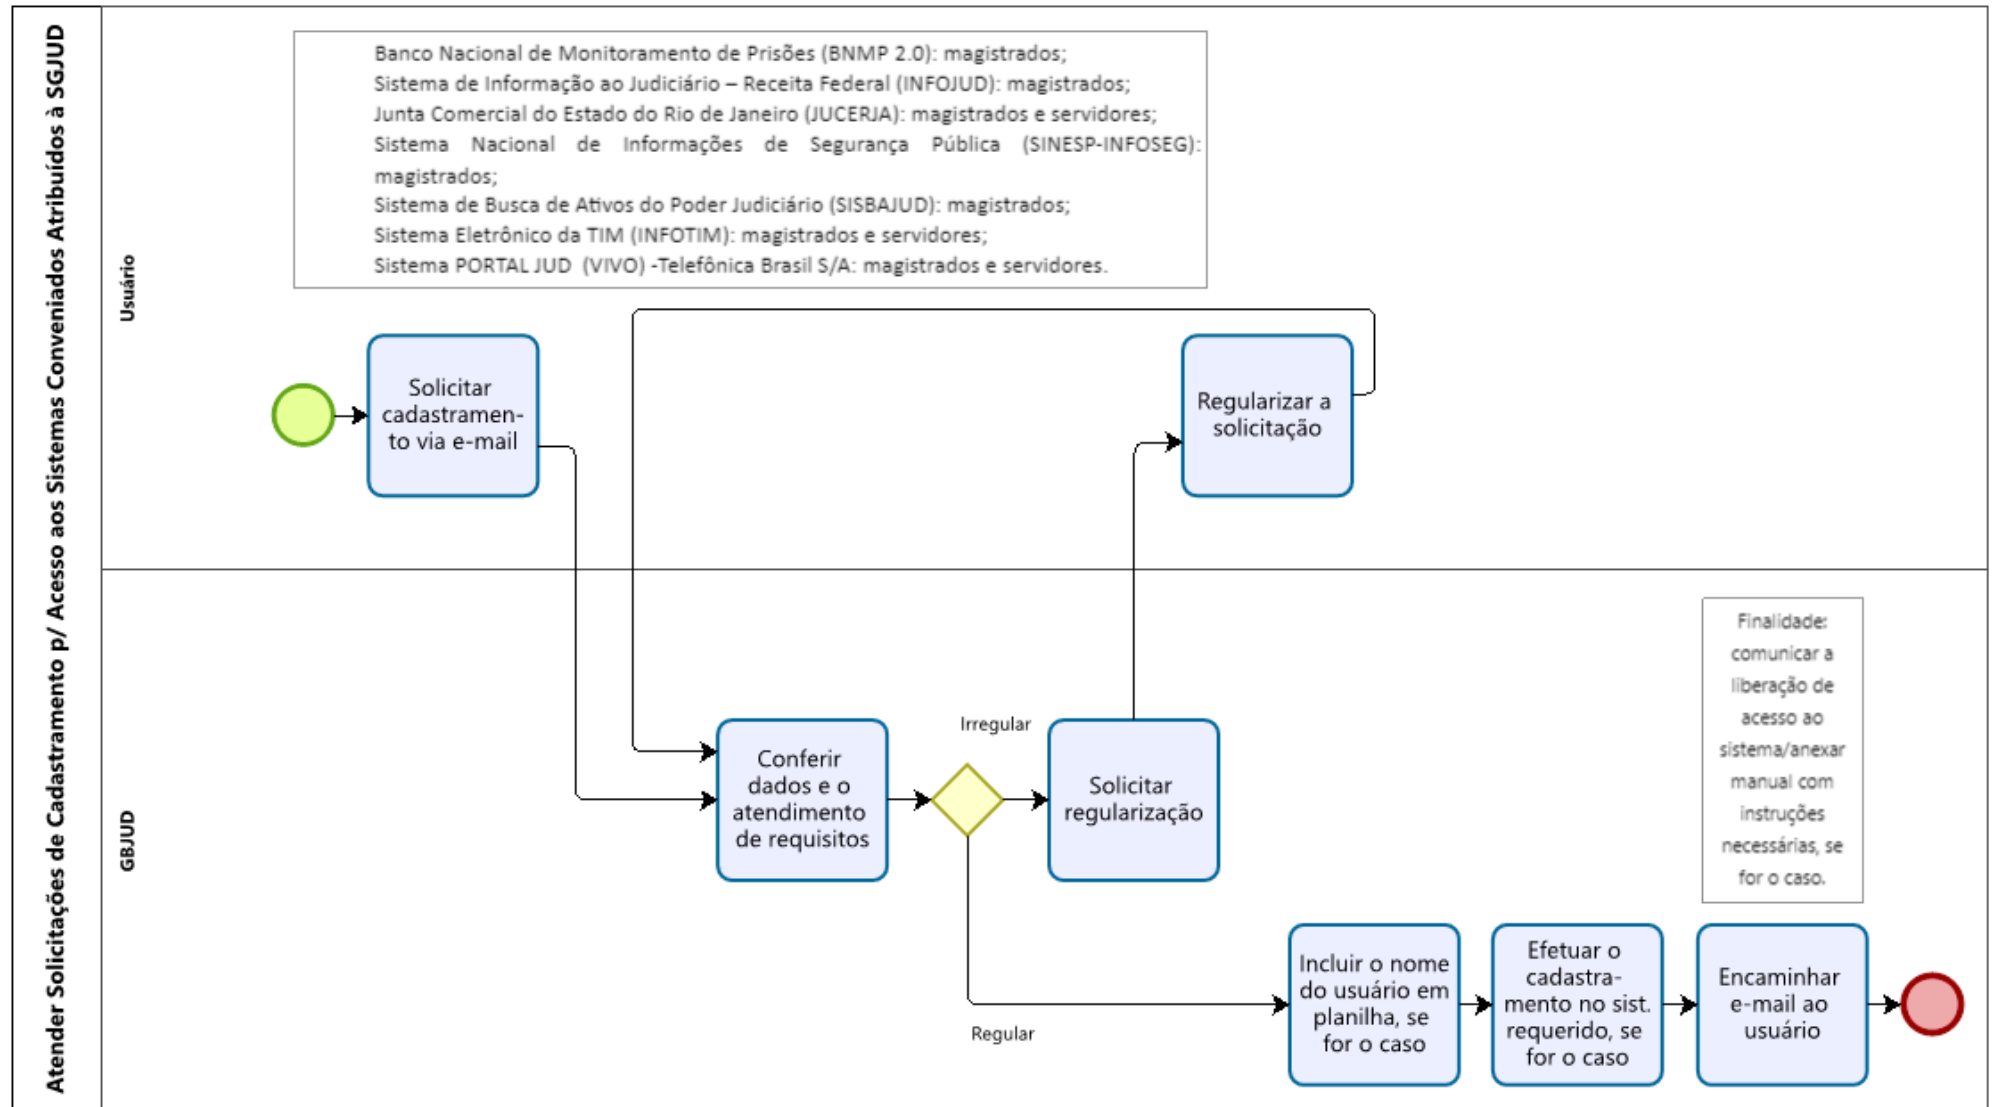 Atender Solicitações de Cadastramento p/ Acesso aos Sistemas Conveniados Atribuídos à SGJUD
Usuário
Banco Nacional de Monitoramento de Prisões (BNMP 2.0): magistrados;
Sistema de Informação ao Judiciário – Receita Federal (INFOJUD): magistrados;
Junta Comercial do Estado do Rio de Janeiro (JUCERJA): magistrados e servidores;
Sistema Nacional de Informações de Segurança Pública (SINESP-INFOSEG):
magistrados;
Sistema de Busca de Ativos do Poder Judiciário (SISBAJUD): magistrados;
Sistema Eletrônico da TIM (INFOTIM): magistrados e servidores;
Sistema PORTAL JUD (VIVO) -Telefônica Brasil S/A: magistrados e servidores.
Solicitar
cadastramen-
to via e-mail
Regularizar a
solicitação
GBJUD
Conferir
dados e o
atendimento
de requisitos
Irregular
Solicitar
regularização
Regular
Incluir o nome
do usuário em
planilha, se
for o caso
Efetuar o
cadastra-
mento no sist.
requerido, se
for o caso
Finalidade:
comunicar a
liberação de
acesso ao
sistema/anexar
manual com
instruções
necessárias, se
for o caso.
Encaminhar
e-mail ao
usuário